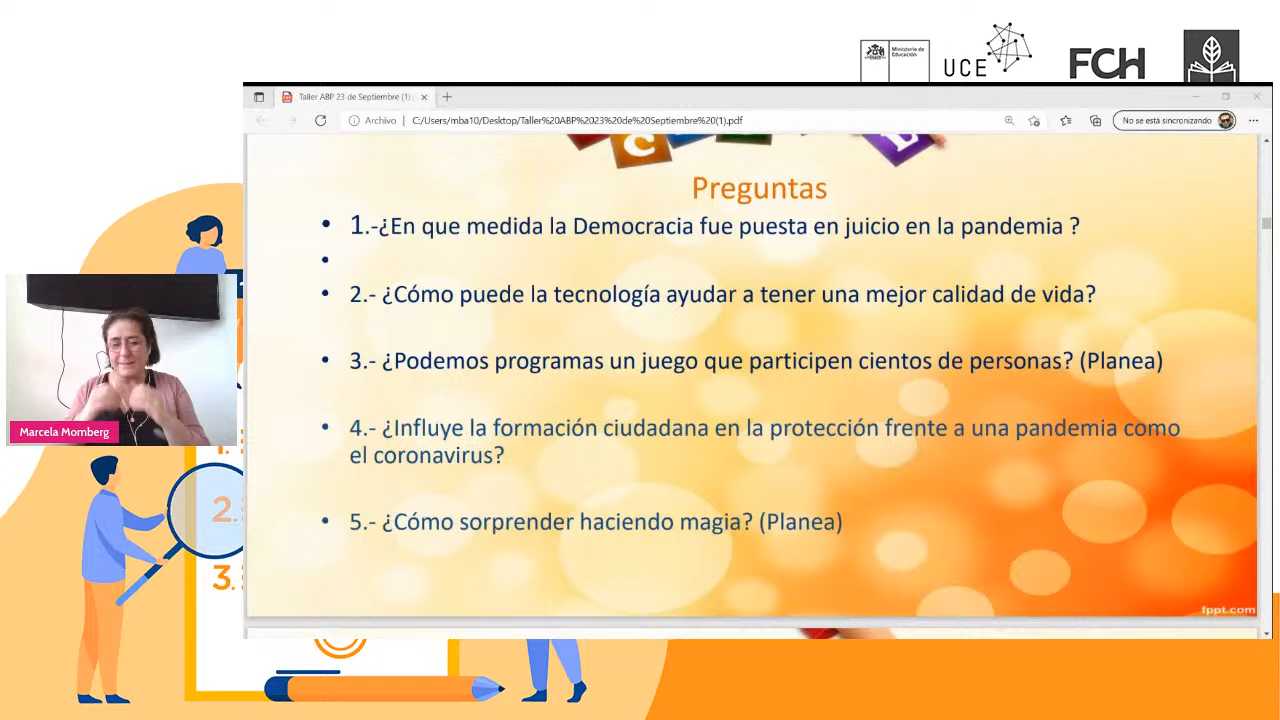 Ministerio de
Educación
UCE
FCH
Taller ABP 23 de Septiembre (1)
Archivo | C:/Users/mba10/Desktop/Taller%20ABP%2023%20de%20Septiembre%20(1).pdf
No se está sincronizando
C
Preguntas
1.-¿En que medida la Democracia fue puesta en juicio en la pandemia ?
2.- ¿Cómo puede la tecnología ayudar a tener una mejor calidad de vida?
3.- ¿Podemos programas un juego que participen cientos de personas? (Planea)
4.- ¿Influye la formación ciudadana en la protección frente a una pandemia como
el coronavirus?
5.- ¿Cómo sorprender haciendo magia? (Planea)
fppt.com
Marcela Momberg
1.
2.
3.